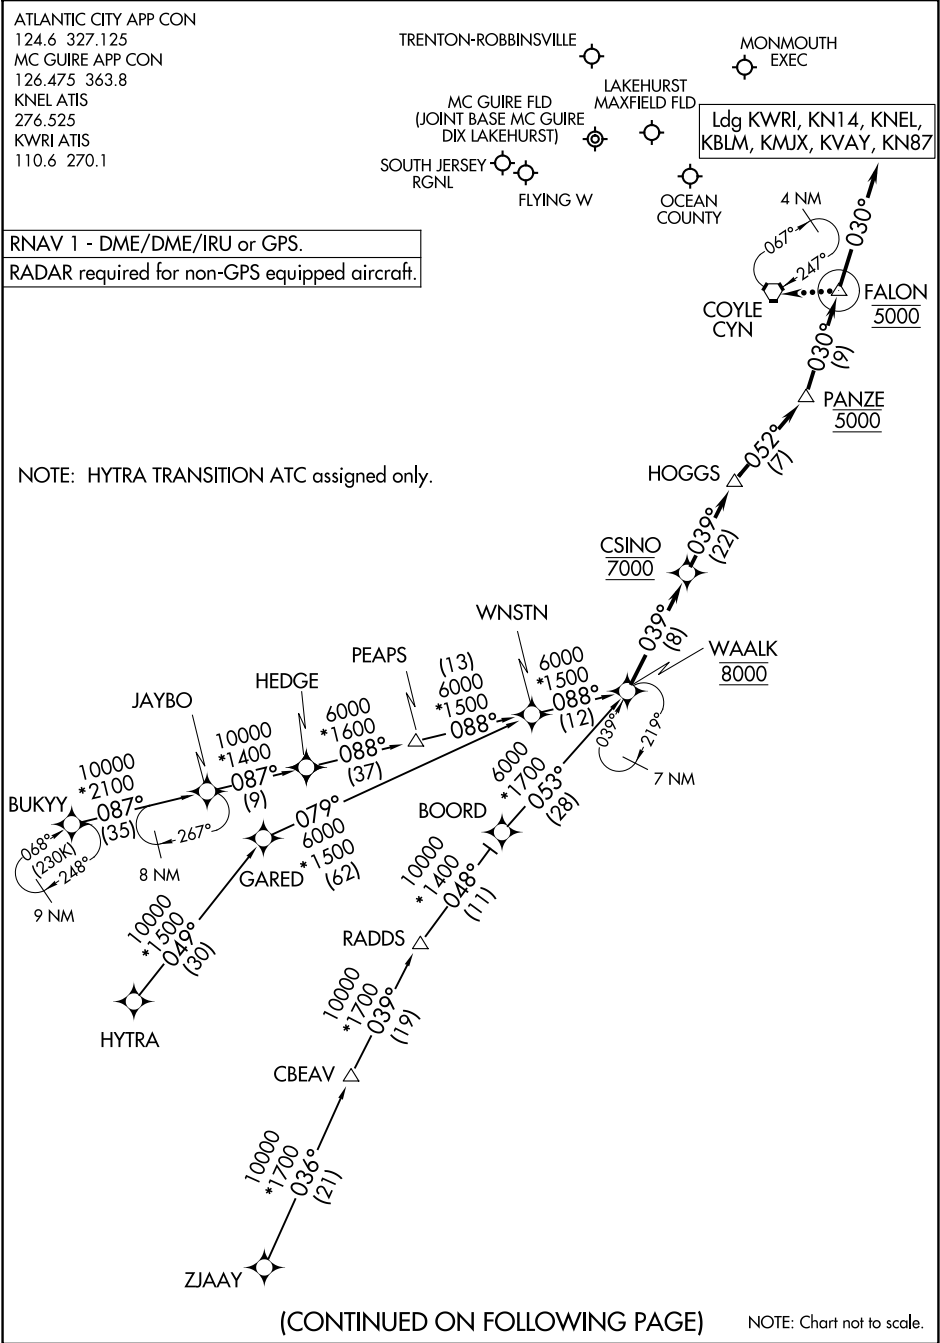 ATLANTIC CITY APP CON
124.6 327.125
MC GUIRE APP CON
126.475 363.8
KNEL ATIS
276.525
KWRI ATIS
110.6 270.1
TRENTON-ROBBINSVILLE
MONMOUTH
EXEC
LAKEHURST
MAXFIELD FLD
MC GUIRE FLD
(JOINT BASE MC GUIRE
DIX LAKEHURST)
SOUTH JERSEY
RGNL
FLYING W
OCEAN
COUNTY
Ldg KWRI, KN14, KNEL,
KBLM, KMJX, KVAY, KN87
RNAV 1 - DME/DME/IRU or GPS.
RADAR required for non-GPS equipped aircraft.
4 NM
067°
247°
030°
COYLE
CYN
FALON
5000
030°
(9)
PANZE
5000
NOTE: HYTRA TRANSITION ATC assigned only.
052°
(7)
HOGGS
039°
(22)
CSINO
7000
039°
(8)
WAALK
8000
039°
219°
7 NM
WNSTN
6000
*1500
088°
(12)
PEAPS
(13)
6000
*1500
088°
HEDGE
6000
*1600
088°
(37)
JAYBO
10000
*1400
087°
(9)
267°
8 NM
BUKYY
10000
*2100
087°
(35)
068°
(230K)
248°
9 NM
079°
6000
*1500
(62)
GARED
10000
*1500
049°
(30)
HYTRA
6000
*1700
053°
(28)
BOORD
10000
*1400
048°
(11)
RADDS
10000
*1700
039°
(19)
CBEAV
10000
*1700
036°
(21)
ZJAAY
(CONTINUED ON FOLLOWING PAGE)
NOTE: Chart not to scale.